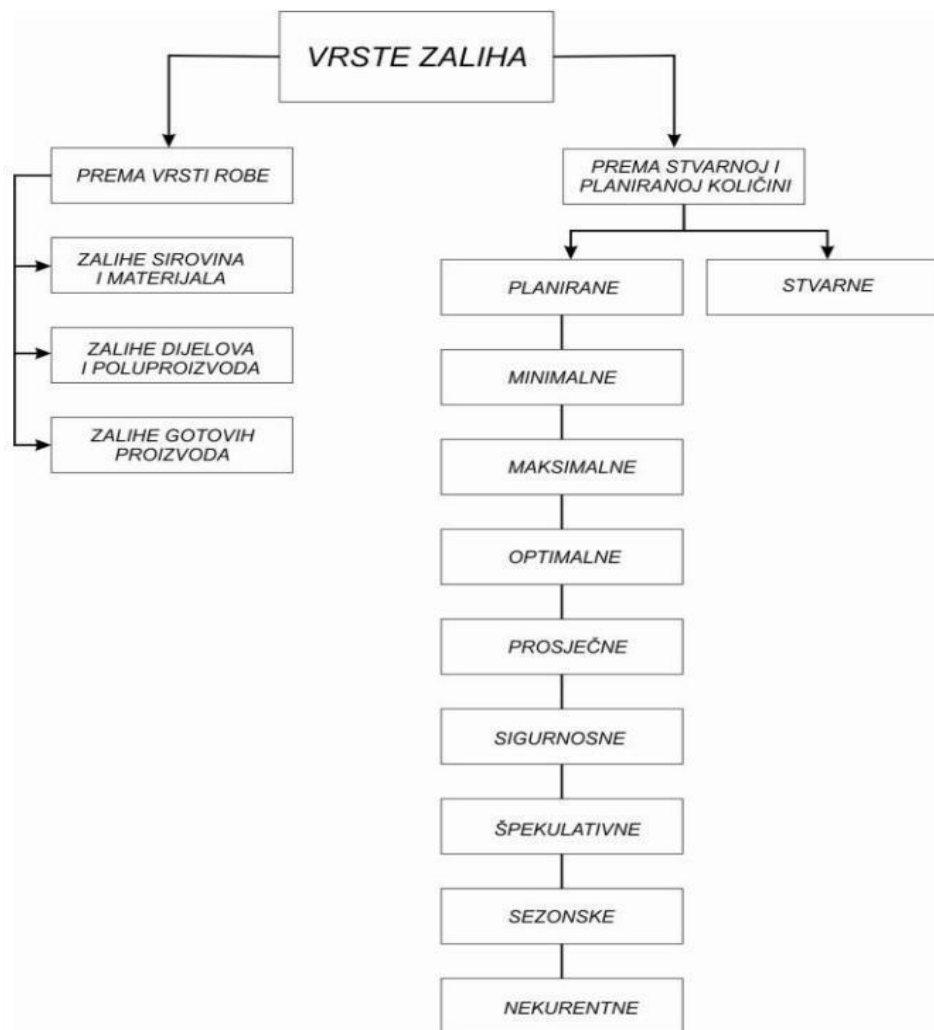 VRSTE ZALIHA
PREMA VRSTI ROBE
ZALIHE SIROVINA
I MATERIJALA
ZALIHE DIJELOVA
I POLUPROIZVODA
ZALIHE GOTOVIH
PROIZVODA
PREMA STVARNOJ I
PLANIRANOJ KOLIČINI
PLANIRANE
STVARNE
MINIMALNE
MAKSIMALNE
OPTIMALNE
PROSJEČNE
SIGURNOSNE
ŠPEKULATIVNE
SEZONSKE
NEKURENTNE